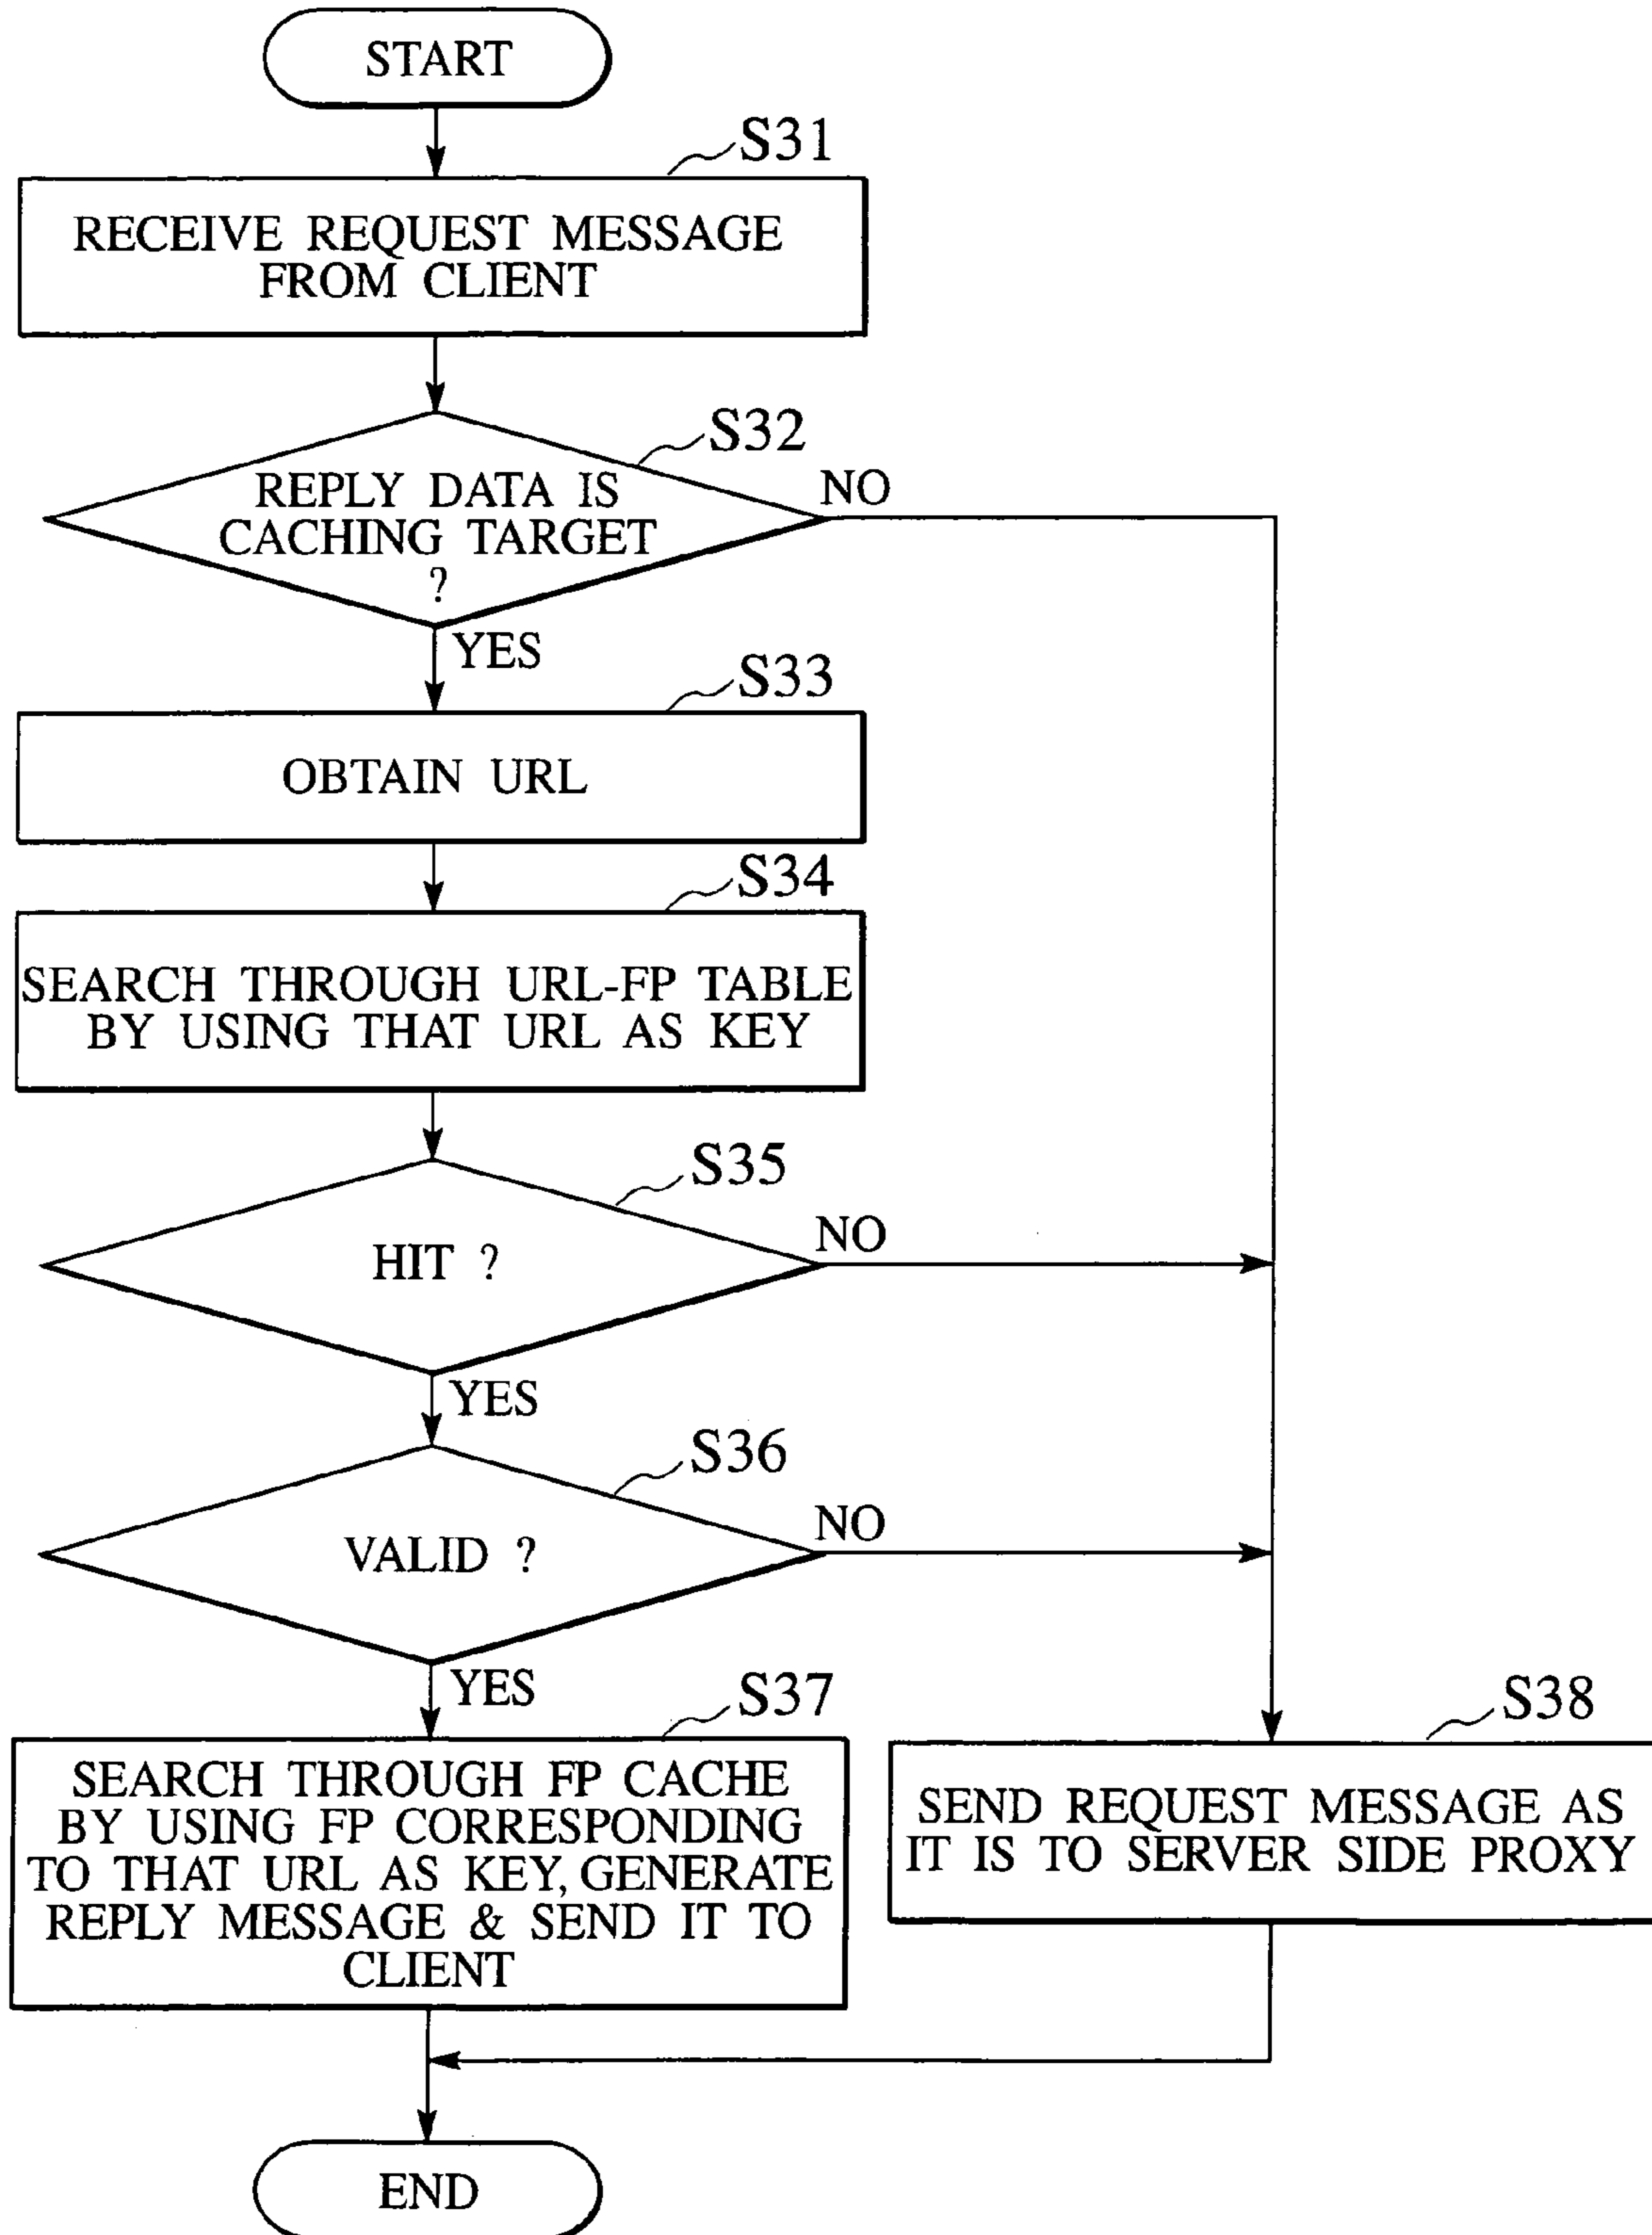 START
S31
RECEIVE REQUEST MESSAGE
FROM CLIENT
S32
REPLY DATA IS
CACHING TARGET
?
NO
YES
S33
OBTAIN URL
S34
SEARCH THROUGH URL-FP TABLE
BY USING THAT URL AS KEY
S35
HIT ?
NO
YES
S36
VALID ?
NO
YES
S37
SEARCH THROUGH FP CACHE
BY USING FP CORRESPONDING
TO THAT URL AS KEY, GENERATE
REPLY MESSAGE & SEND IT TO
CLIENT
S38
SEND REQUEST MESSAGE AS
IT IS TO SERVER SIDE PROXY
END